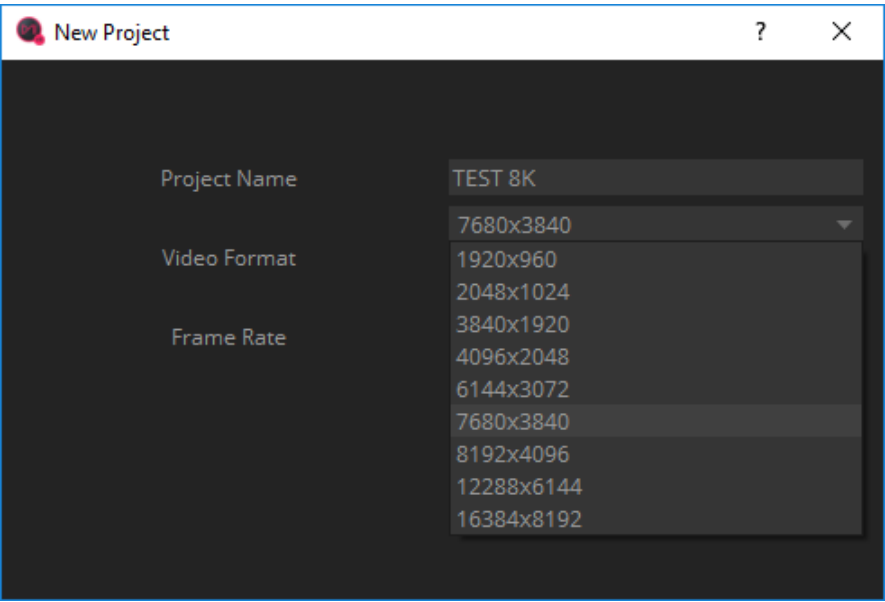 New Project
?
Project Name
TEST 8K
7680x3840
Video Format
1920x960
2048x1024
3840x1920
Frame Rate
4096x2048
6144x3072
7680x3840
8192x4096
12288x6144
16384x8192